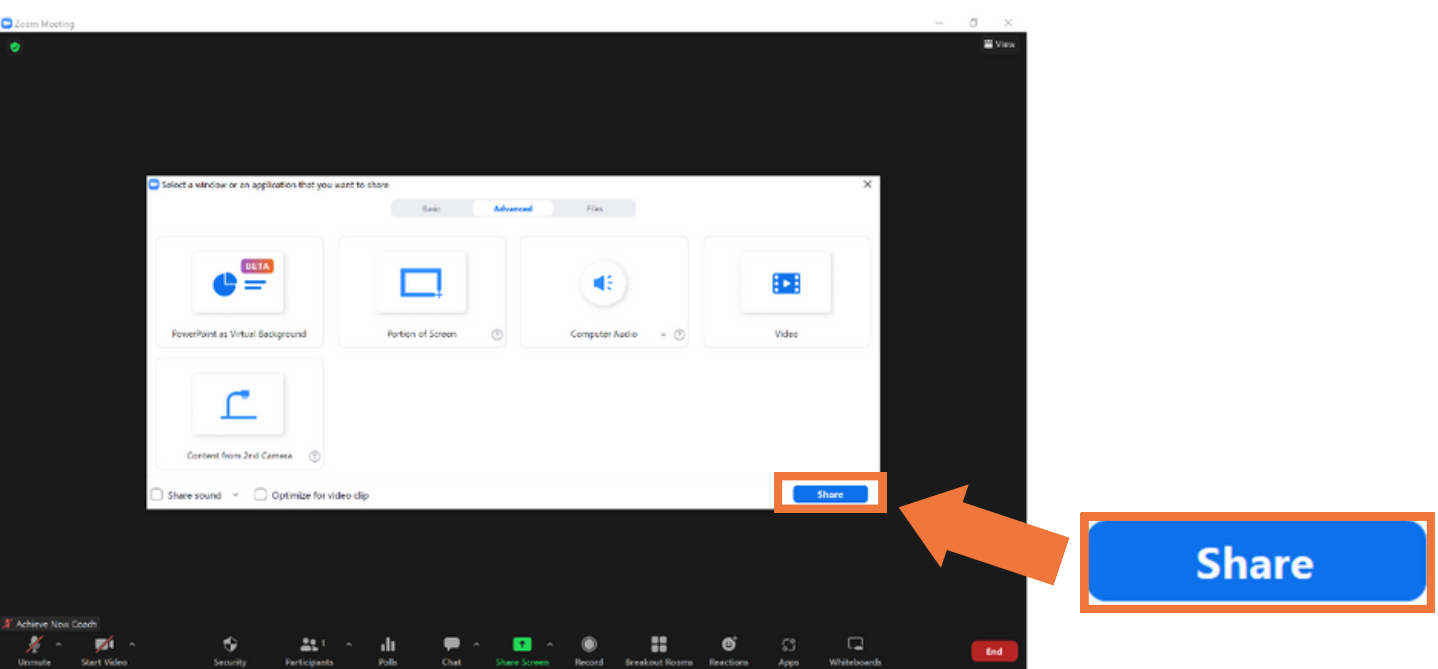 Zoom Meeting
View
Select a window or an application that you want to share
Basic Advanced Files
BETA
PowerPoint as Virtual Background Portion of Screen Computer Audio Video
Content from 2nd Camera
Share sound Optimize for video clip Share
Share
Achieve Now Coach
1
Unmute Start Video Security Participants Polls Chat Share Screen Record Breakout Rooms Reactions Apps Whiteboards End